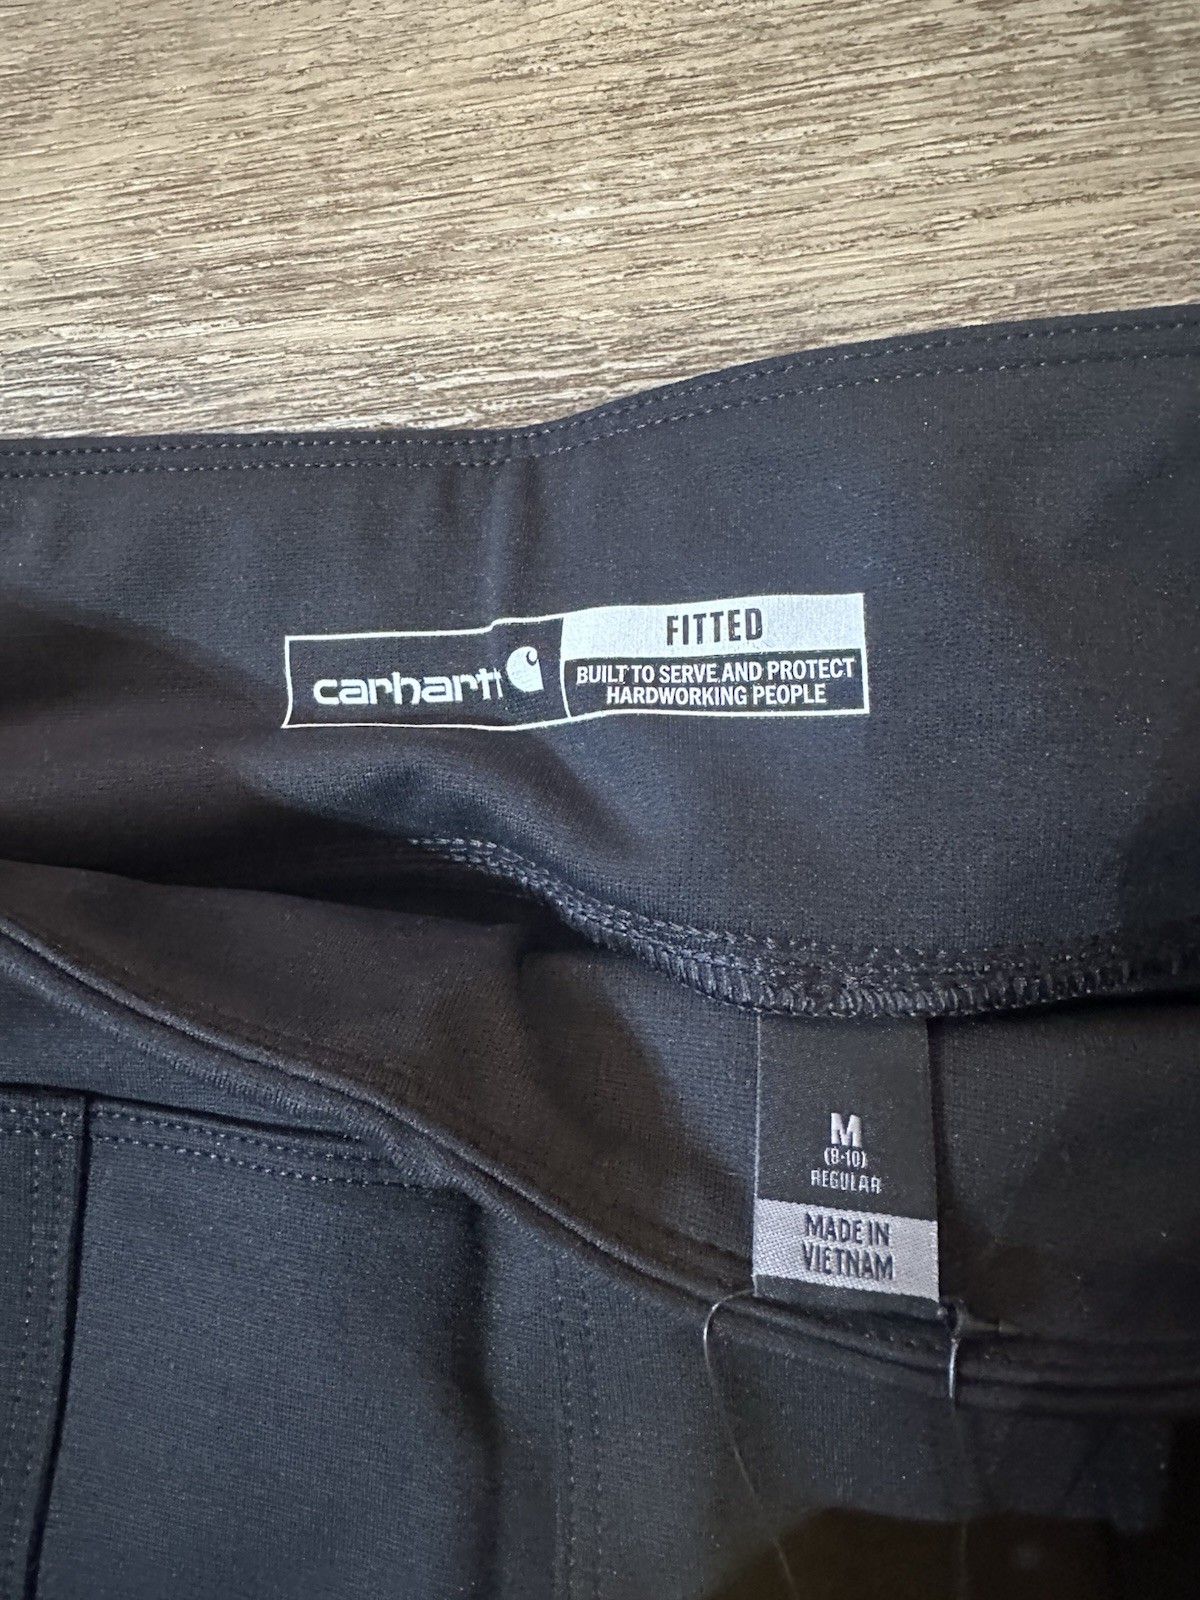 carhartt
FITTED
BUILT TO SERVE AND PROTECT
HARDWORKING PEOPLE
M
(8-10)
REGULAR
MADE IN
VIETNAM